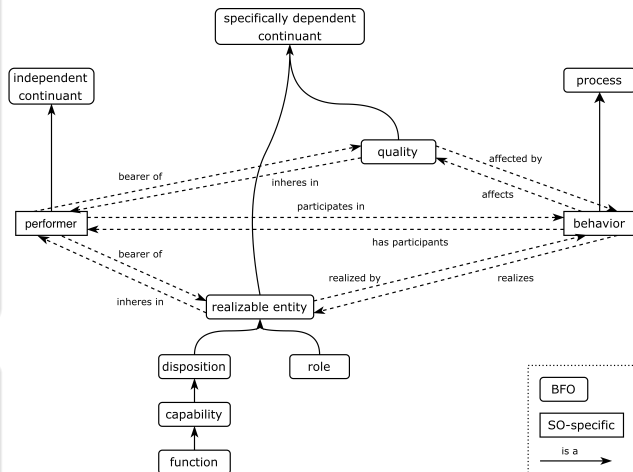 specifically dependent
continuant
independent
continuant
process
quality
bearer of
affected by
inheres in
affects
participates in
performer
behavior
has participants
bearer of
realized by
inheres in
realizes
realizable entity
disposition
role
capability
BFO
SO-specific
function
is a